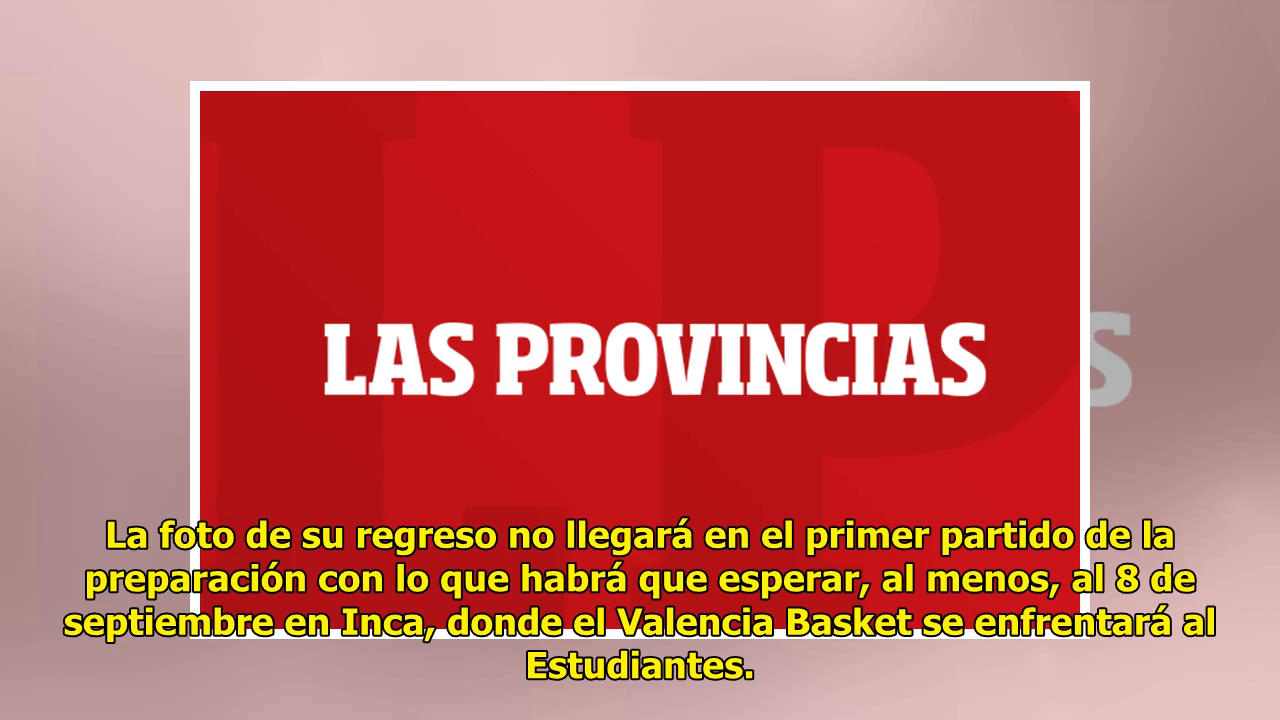 LAS PROVINCIAS
S
La foto de su regreso no llegará en el primer partido de la
preparación con lo que habrá que esperar, al menos, al 8 de
septiembre en Inca, donde el Valencia Basket se enfrentará al
Estudiantes.